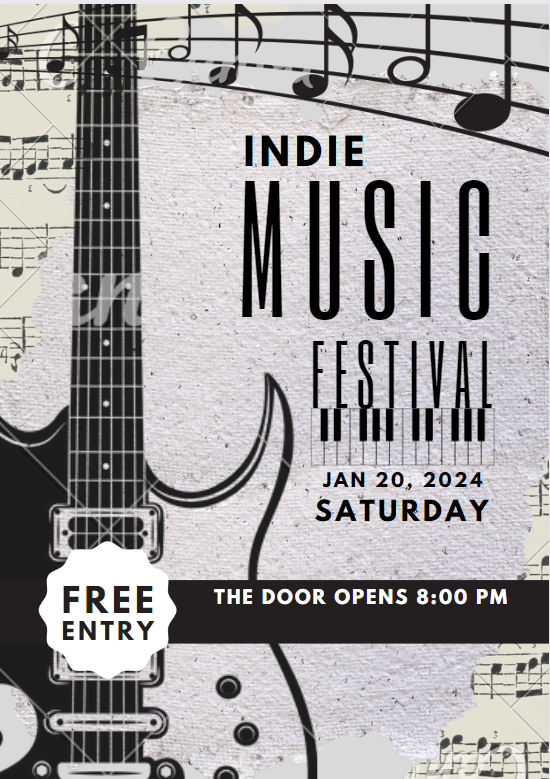 INDIE
MUSIC
FESTIVAL
JAN 20, 2024
SATURDAY
THE DOOR OPENS 8:00 PM
FREE
ENTRY